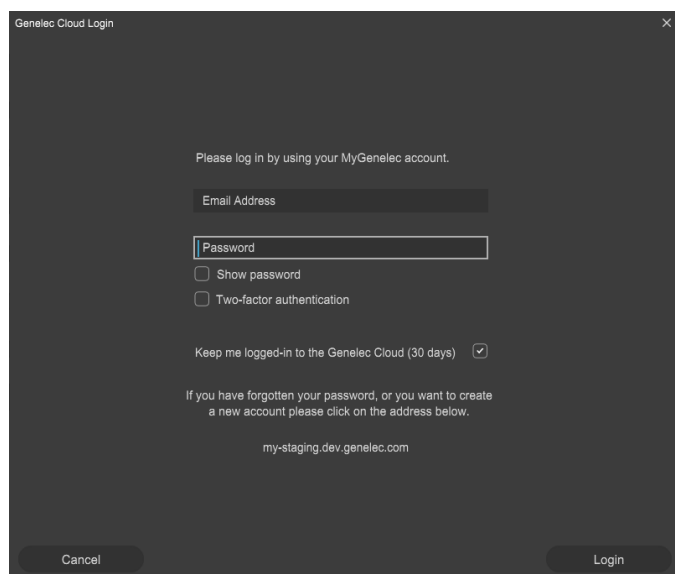 Genelec Cloud Login
Please log in by using your MyGenelec account.
Email Address
Password
Show password
Two-factor authentication
Keep me logged-in to the Genelec Cloud (30 days)
If you have forgotten your password, or you want to create
a new account please click on the address below.
my-staging.dev.genelec.com
Cancel
Login